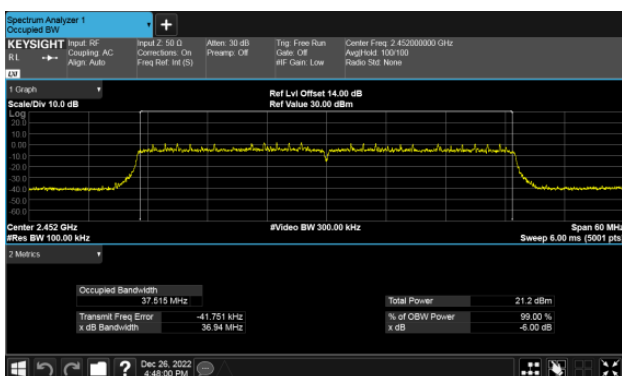 Spectrum Analyzer 1
Occupied BW
+
KEYSIGHT Input: RF Input Z: 50 Ω Atten: 30 dB Trig: Free Run Center Freq: 2.452000000 GHz
RL Coupling: AC Corrections: On Preamp: Off Gate: Off Avg|Hold: 100/100
Align: Auto Freq Ref: Int (S) #IF Gain: Low Radio Std: None
LXI
1 Graph
Ref Lvl Offset 14.00 dB
Scale/Div 10.0 dB Ref Value 30.00 dBm
Log
20.0
10.0
0.00
-10.0
-20.0
-30.0
-40.0
-50.0
-60.0
Center 2.452 GHz #Video BW 300.00 kHz Span 60 MHz
#Res BW 100.00 kHz Sweep 6.00 ms (5001 pts)
2 Metrics
Occupied Bandwidth
37.515 MHz Total Power 21.2 dBm
Transmit Freq Error -41.751 kHz % of OBW Power 99.00 %
x dB Bandwidth 36.94 MHz x dB -6.00 dB
? Dec 26, 2022
4:48:00 PM